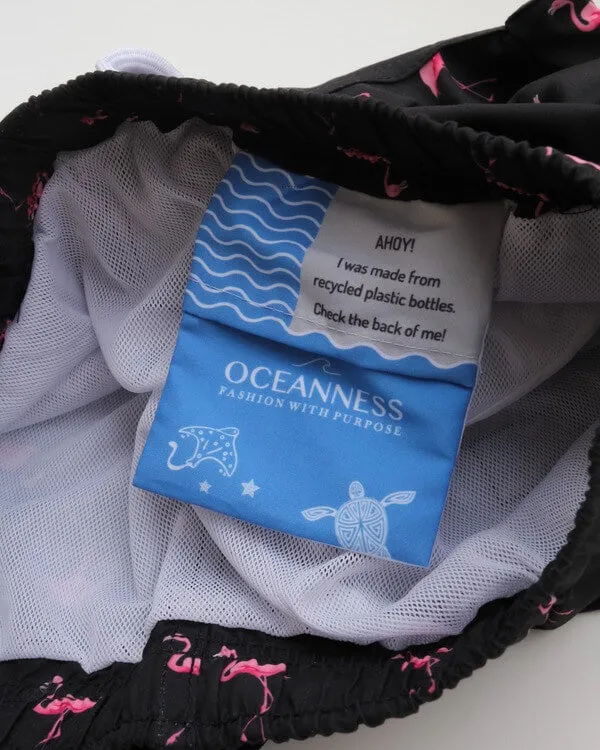 AHOY!
I was made from
recycled plastic bottles.
Check the back of me!
OCEANNESS
FASHION WITH PURPOSE